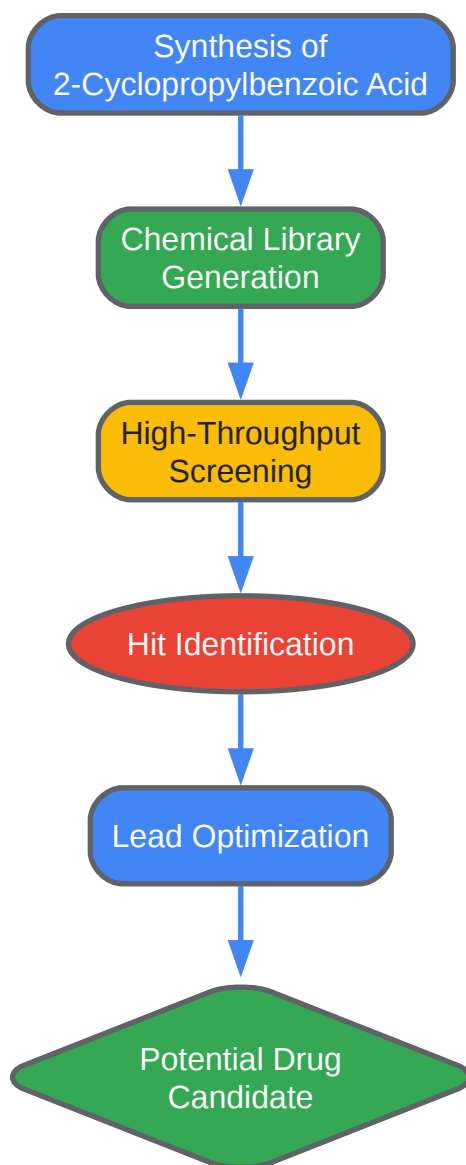 Synthesis of
2-Cyclopropylbenzoic Acid
Chemical Library
Generation
High-Throughput
Screening
Hit Identification
Lead Optimization
Potential Drug
Candidate